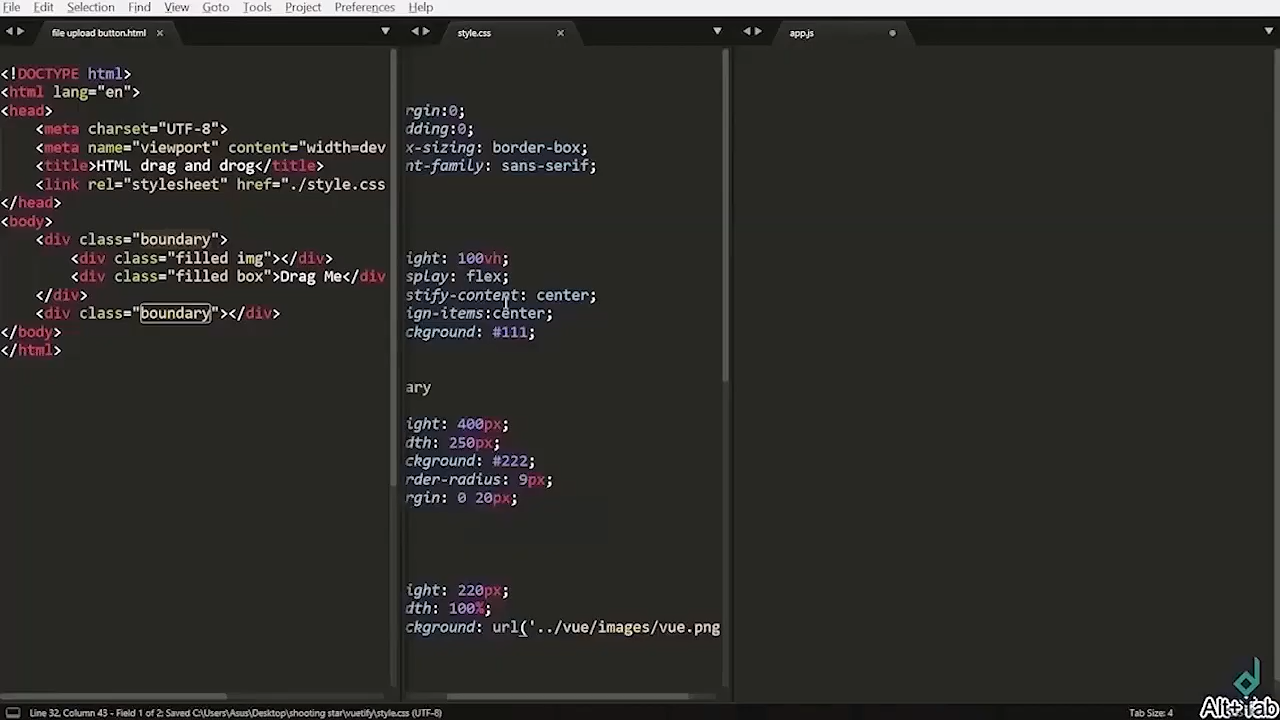 File Edit Selection Find View Goto Tools Project Preferences Help
file upload button.html
style.css
app.js
<!DOCTYPE html>
<html lang="en">
<head>
<meta charset="UTF-8">
<meta name="viewport" content="width=dev
<title>HTML drag and drog</title>
<link rel="stylesheet" href="./style.css
</head>
<body>
<div class="boundary">
<div class="filled img"></div>
<div class="filled box">Drag Me</div
</div>
<div class="boundary"></div>
</body>
</html>
rgin:0;
dding:0;
x-sizing: border-box;
nt-family: sans-serif;
ight: 100vh;
splay: flex;
stify-content: center;
ign-items:center;
ckground: #111;
ary
ight: 400px;
dth: 250px;
ckground: #222;
rder-radius: 9px;
rgin: 0 20px;
ight: 220px;
dth: 100%;
ckground: url('../vue/images/vue.png
Line 32, Column 43 - Field 1 of 2: Saved C:\Users\Asus\Desktop\shooting star\vuetify\style.css (UTF-8)
Tab Size: 4
Alt+Tab